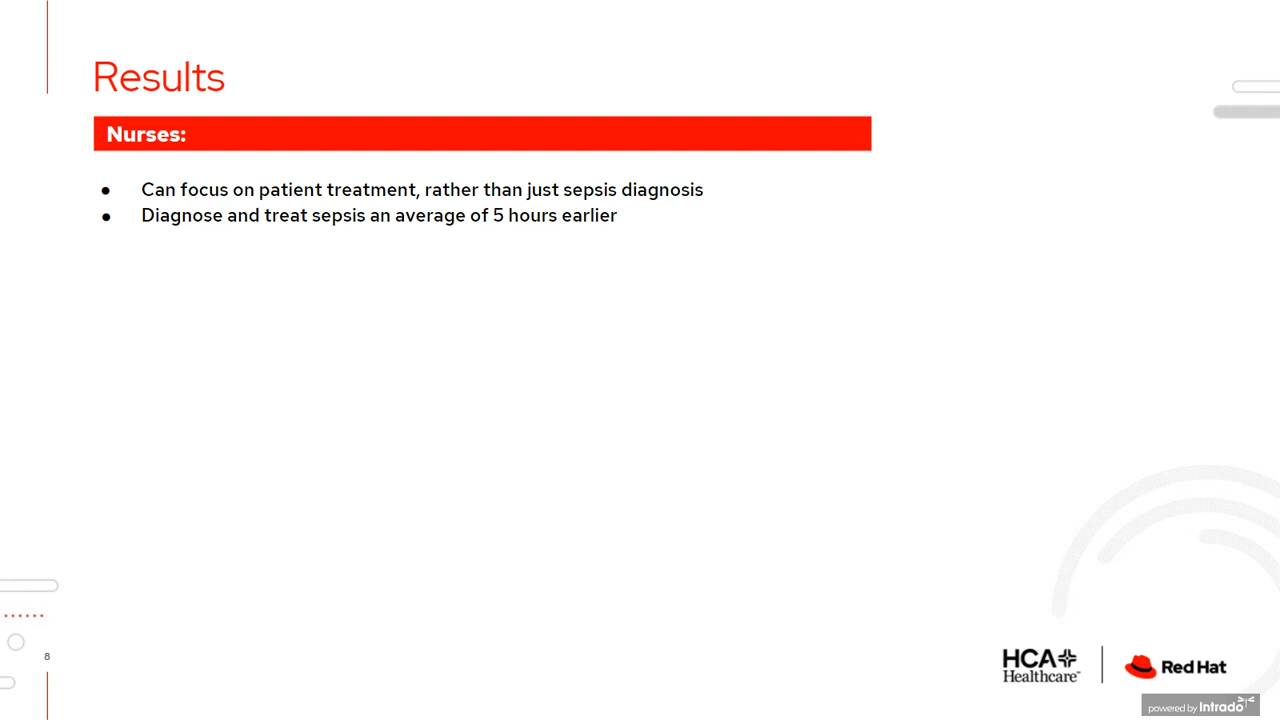 Results
Nurses:
● Can focus on patient treatment, rather than just sepsis diagnosis
● Diagnose and treat sepsis an average of 5 hours earlier
8
HCA
Healthcare™
Red Hat
powered by Intrado